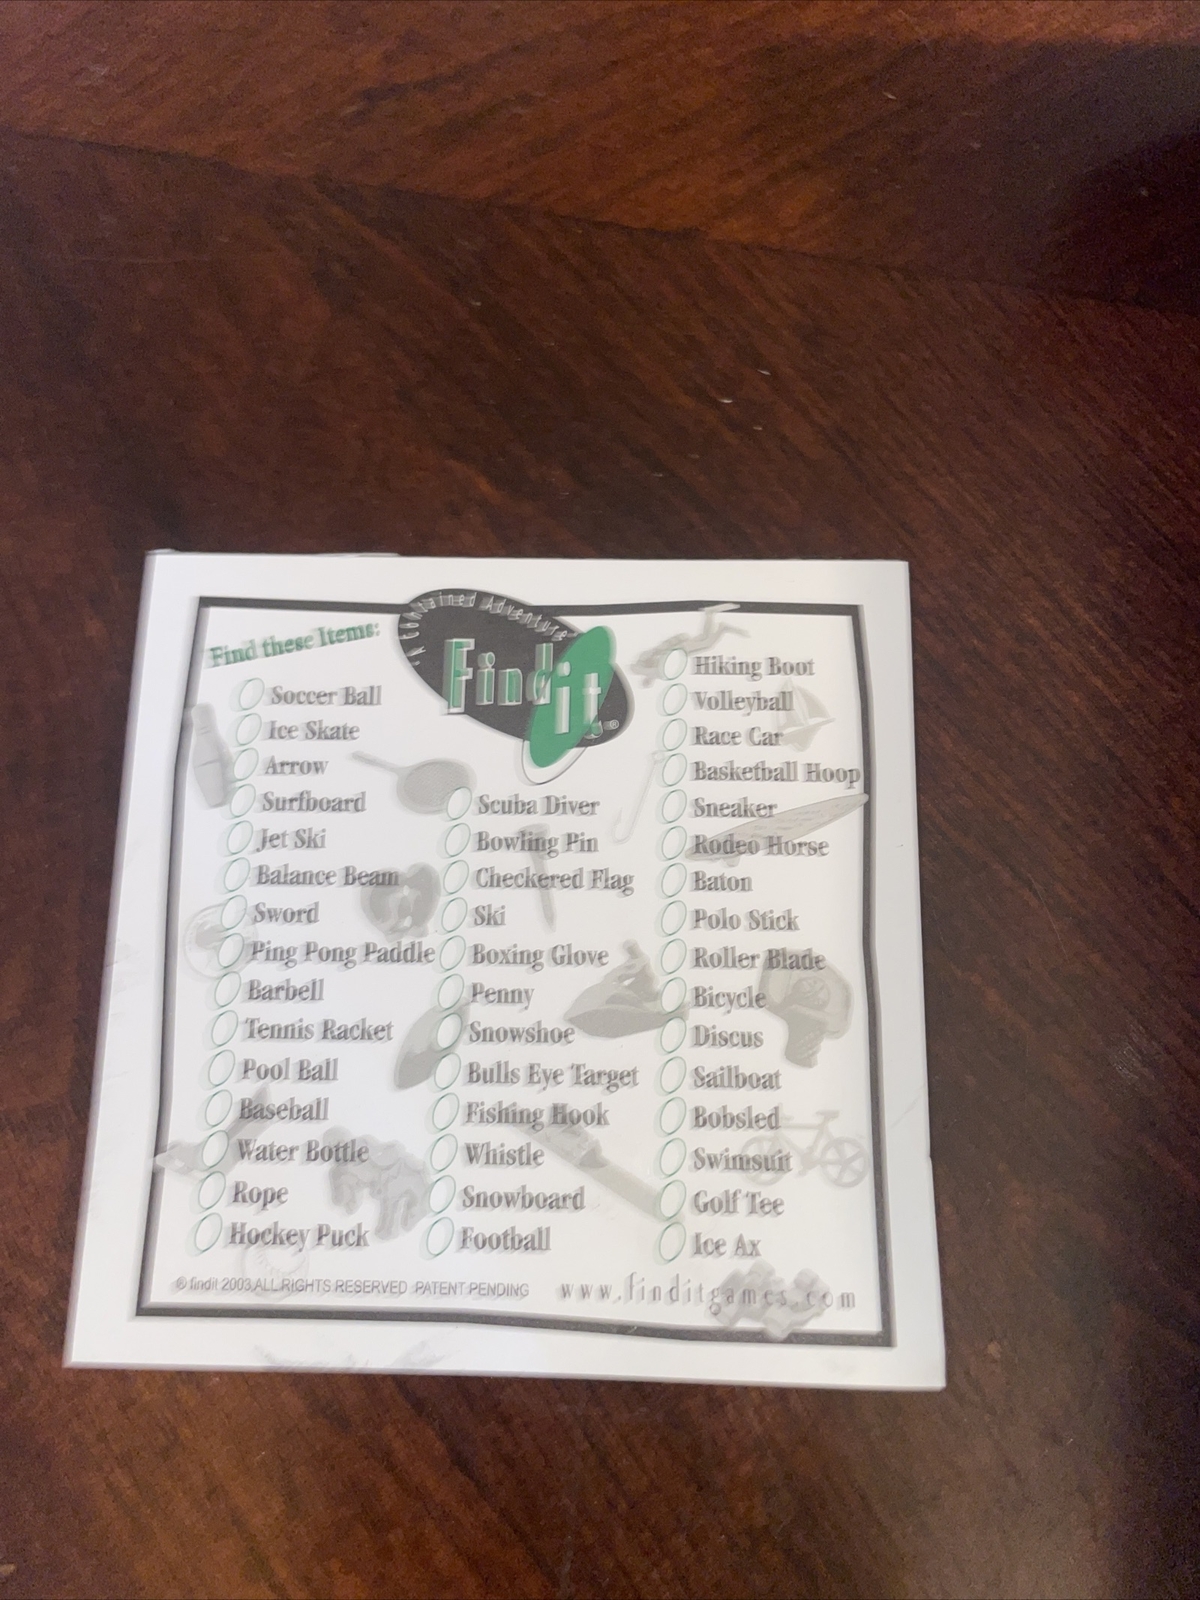 A Contained Adventure
Find it ®
Find these Items:
Soccer Ball
Ice Skate
Arrow
Surfboard
Jet Ski
Balance Beam
Sword
Ping Pong Paddle
Barbell
Tennis Racket
Pool Ball
Baseball
Water Bottle
Rope
Hockey Puck
Scuba Diver
Bowling Pin
Checkered Flag
Ski
Boxing Glove
Penny
Snowshoe
Bulls Eye Target
Fishing Hook
Whistle
Snowboard
Football
Hiking Boot
Volleyball
Race Car
Basketball Hoop
Sneaker
Rodeo Horse
Baton
Polo Stick
Roller Blade
Bicycle
Discus
Sailboat
Bobsled
Swimsuit
Golf Tee
Ice Ax
® findit 2003 ALL RIGHTS RESERVED PATENT PENDING
www.finditgames.com